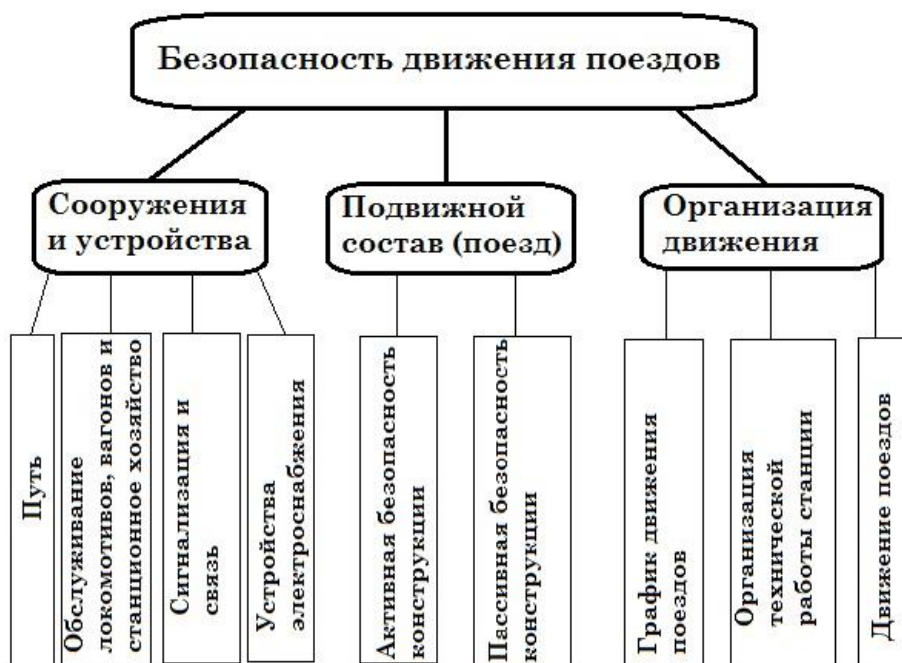 Безопасность движения поездов
Сооружения
и устройства
Подвижной
состав (поезд)
Организация
движения
Путь
Обслуживание
локомотивов, вагонов и
станционное хозяйство
Сигнализация и
связь
Устройства
электроснабжения
Активная безопасность
конструкции
Пассивная безопасность
конструкции
График движения
поездов
Организация
технической
работы станции
Движение поездов